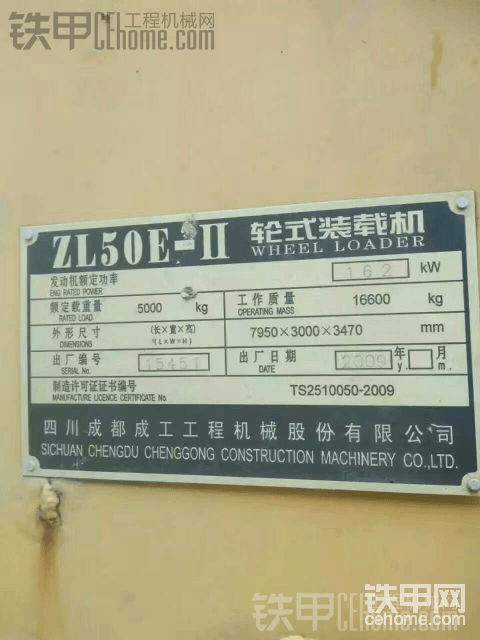 铁甲 工程机械网
CEhome.com
ZL50E-II 轮式装载机
WHEEL LOADER
发动机额定功率 162 kW
ENG RATED POWER
额定载重量 5000 kg 工作质量 16600 kg
RATED LOAD OPERATING MASS
外形尺寸 (长×宽×高) 7950×3000×3470 mm
DIMENSIONS (L×W×H)
出厂编号 15451 出厂日期 2009 年 月
SERIAL No. DATE y. m.
制造许可证证书编号 TS2510050-2009
MANUFACTURE LICENCE CERTIFICATE No.
四川成都成工工程机械股份有限公司
SICHUAN CHENGDU CHENGGONG CONSTRUCTION MACHINERY CO.,LTD.
铁甲网
cehome.com
铁甲 CEhome.com